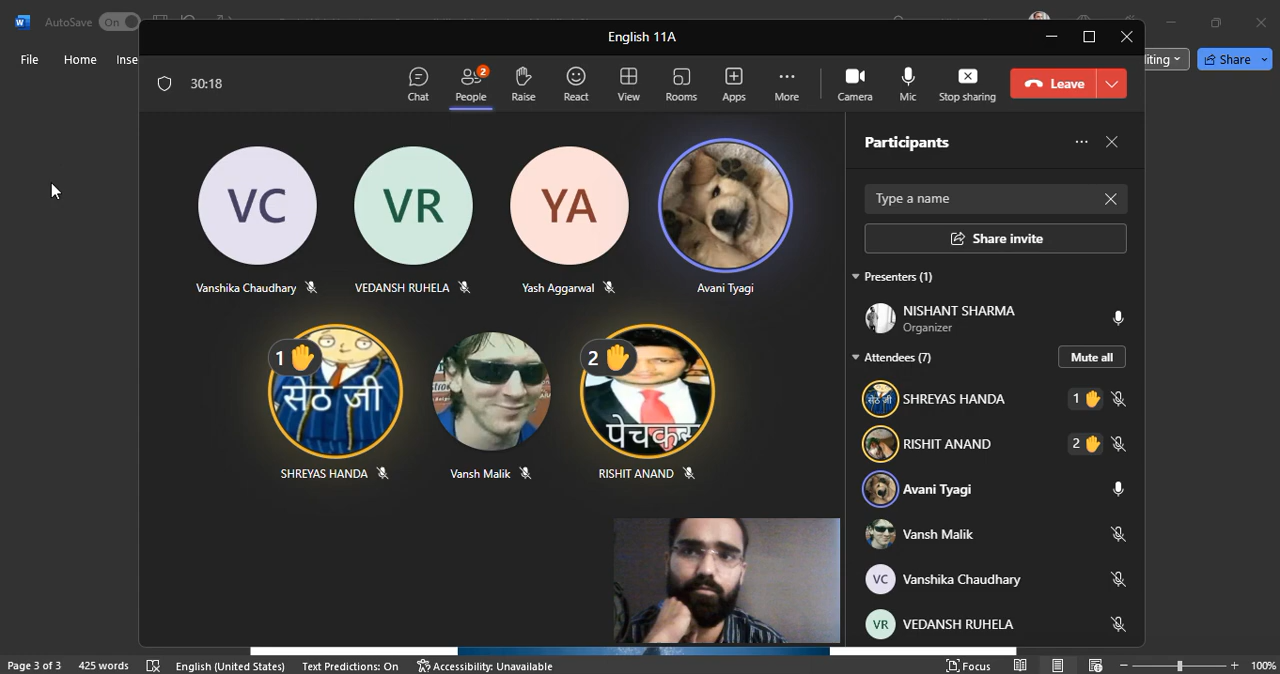 AutoSave On
English 11A
File Home Inse iting Share
30:18
2
Chat People Raise React View Rooms Apps More Camera Mic Stop sharing Leave
Participants
Type a name
Share invite
VC VR YA
Vanshika Chaudhary VEDANSH RUHELA Yash Aggarwal Avani Tyagi
Presenters (1)
NISHANT SHARMA
Organizer
Attendees (7) Mute all
1 2
सेठ जी
पेचकस
SHREYAS HANDA Vansh Malik RISHIT ANAND
सेठ जी SHREYAS HANDA 1
RISHIT ANAND 2
Avani Tyagi
Vansh Malik
VC Vanshika Chaudhary
VR VEDANSH RUHELA
Page 3 of 3 425 words English (United States) Text Predictions: On Accessibility: Unavailable Focus 100%